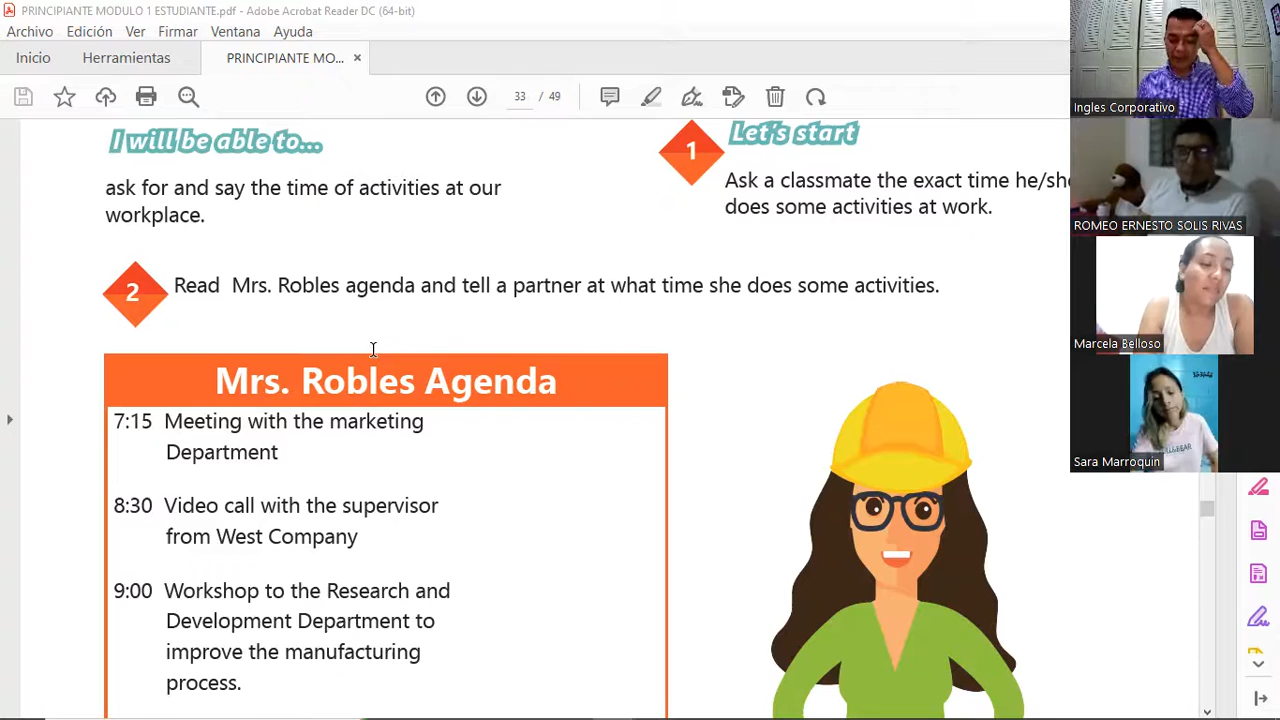 PRINCIPIANTE MODULO 1 ESTUDIANTE.pdf - Adobe Acrobat Reader DC (64-bit)
Archivo Edición Ver Firmar Ventana Ayuda
Inicio Herramientas PRINCIPIANTE MO... ×
33 / 49
I will be able to...
ask for and say the time of activities at our
workplace.
1
Let's start
Ask a classmate the exact time he/she
does some activities at work.
2
Read Mrs. Robles agenda and tell a partner at what time she does some activities.
Mrs. Robles Agenda
7:15 Meeting with the marketing
Department
8:30 Video call with the supervisor
from West Company
9:00 Workshop to the Research and
Development Department to
improve the manufacturing
process.
Ingles Corporativo
ROMEO ERNESTO SOLIS RIVAS
Marcela Belloso
Sara Marroquin